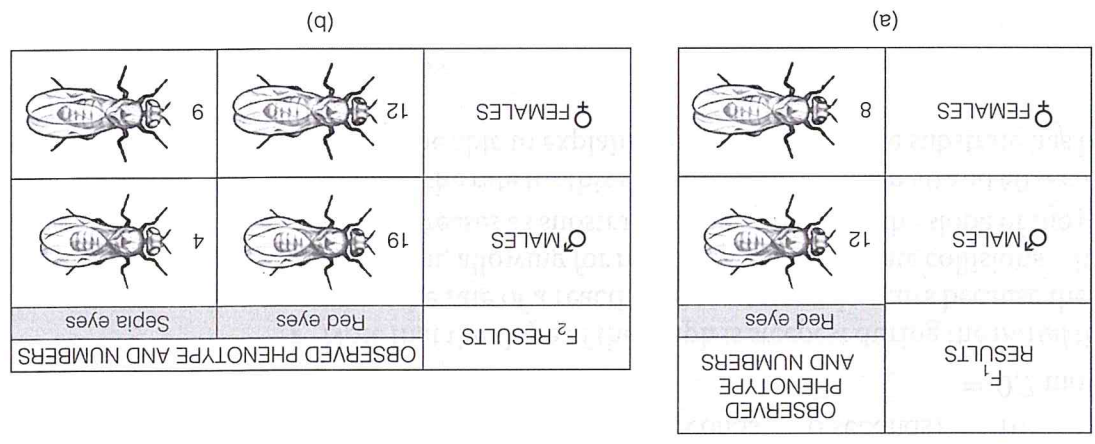 F1
RESULTS
OBSERVED
PHENOTYPE
AND NUMBERS
Red eyes
♂ MALES
12
♀ FEMALES
8
(a)
F2 RESULTS
OBSERVED PHENOTYPE AND NUMBERS
Red eyes
Sepia eyes
♂ MALES
19
4
♀ FEMALES
12
9
(b)